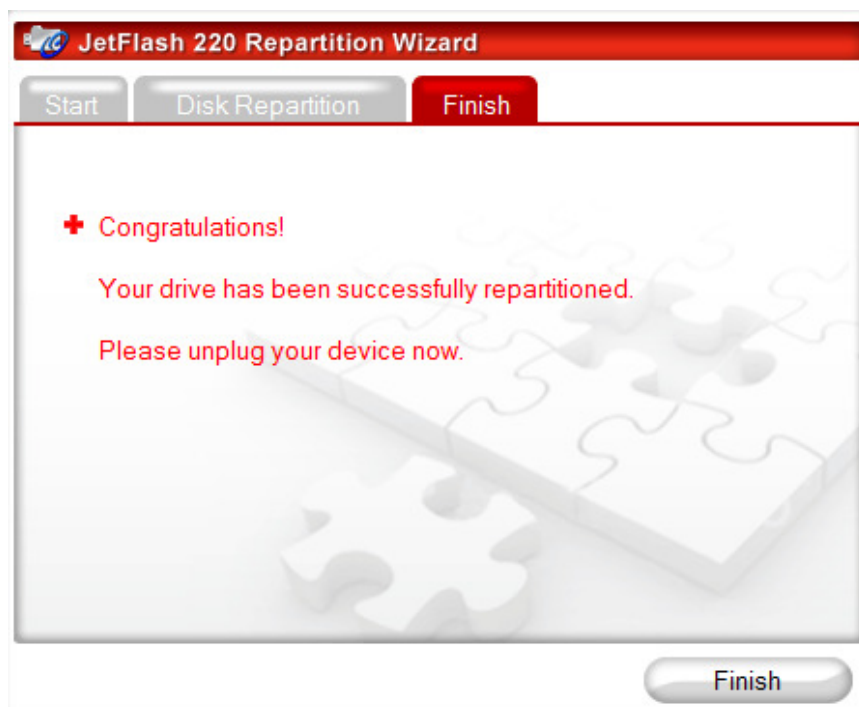 JetFlash 220 Repartition Wizard
Start Disk Repartition Finish
Congratulations!
Your drive has been successfully repartitioned.
Please unplug your device now.
Finish